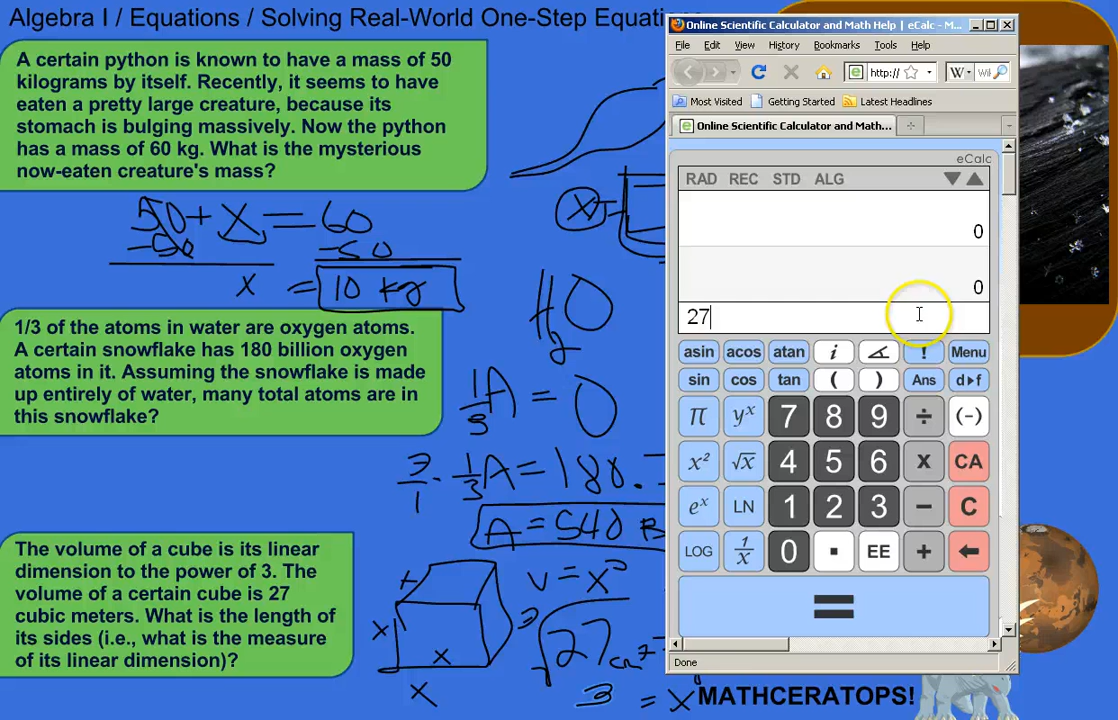 Algebra I / Equations / Solving Real-World One-Step Equa
A certain python is known to have a mass of 50
kilograms by itself. Recently, it seems to have
eaten a pretty large creature, because its
stomach is bulging massively. Now the python
has a mass of 60 kg. What is the mysterious
now-eaten creature's mass?
50 + x = 60
-50 -50
x = 10 kg
1/3 of the atoms in water are oxygen atoms.
A certain snowflake has 180 billion oxygen
atoms in it. Assuming the snowflake is made
up entirely of water, many total atoms are in
this snowflake?
H2O
1/3 A = O
3/1 · 1/3 A = 180 .
A = 540 B
The volume of a cube is its linear
dimension to the power of 3. The
volume of a certain cube is 27
cubic meters. What is the length of
its sides (i.e., what is the measure
of its linear dimension)?
x
x
x
x
v = x³
³√27
3 = x
MATHCERATOPS!
Online Scientific Calculator and Math Help | eCalc - M...
File Edit View History Bookmarks Tools Help
http://
W
Most Visited Getting Started Latest Headlines
Online Scientific Calculator and Math...
eCalc
RAD REC STD ALG
0
0
27
asin acos atan i ∠ ! Menu
sin cos tan ( ) Ans d▸f
π yˣ 7 8 9 ÷ (-)
x² √x 4 5 6 x CA
eˣ LN 1 2 3 − C
LOG 1/x 0 . EE + ←
=
Done